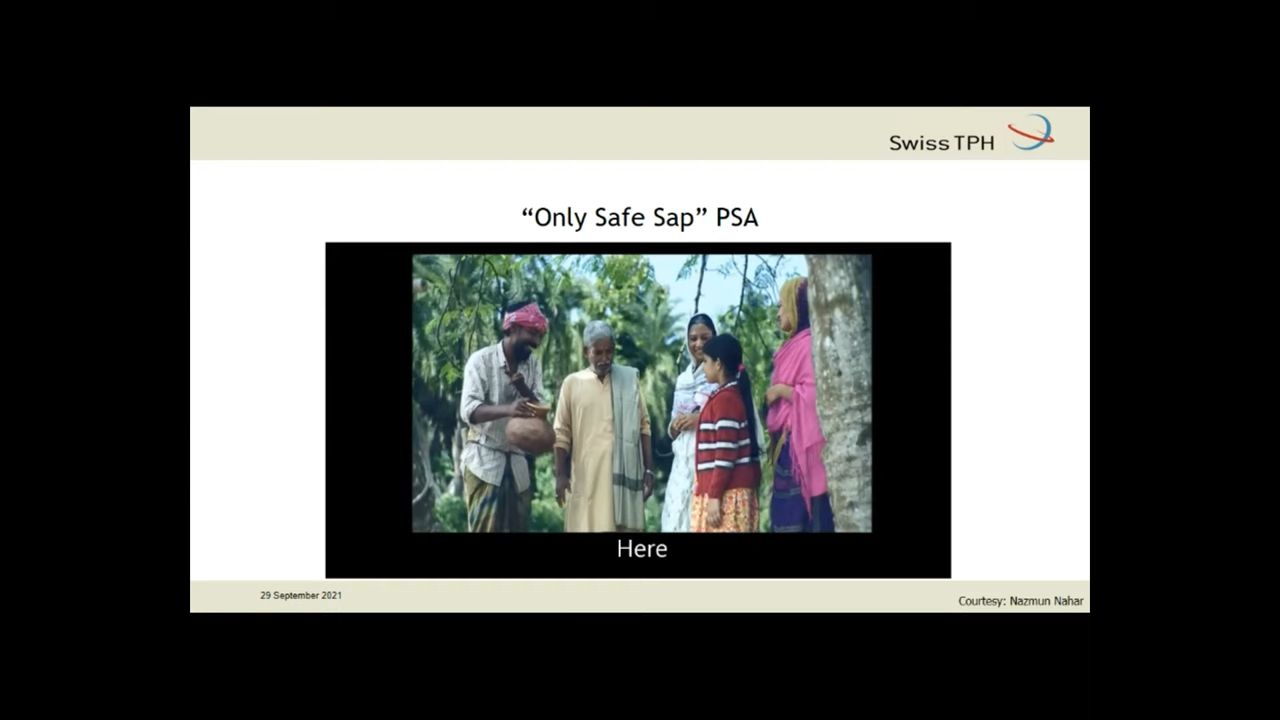 Swiss TPH
“Only Safe Sap” PSA
Here
29 September 2021
Courtesy: Nazmun Nahar